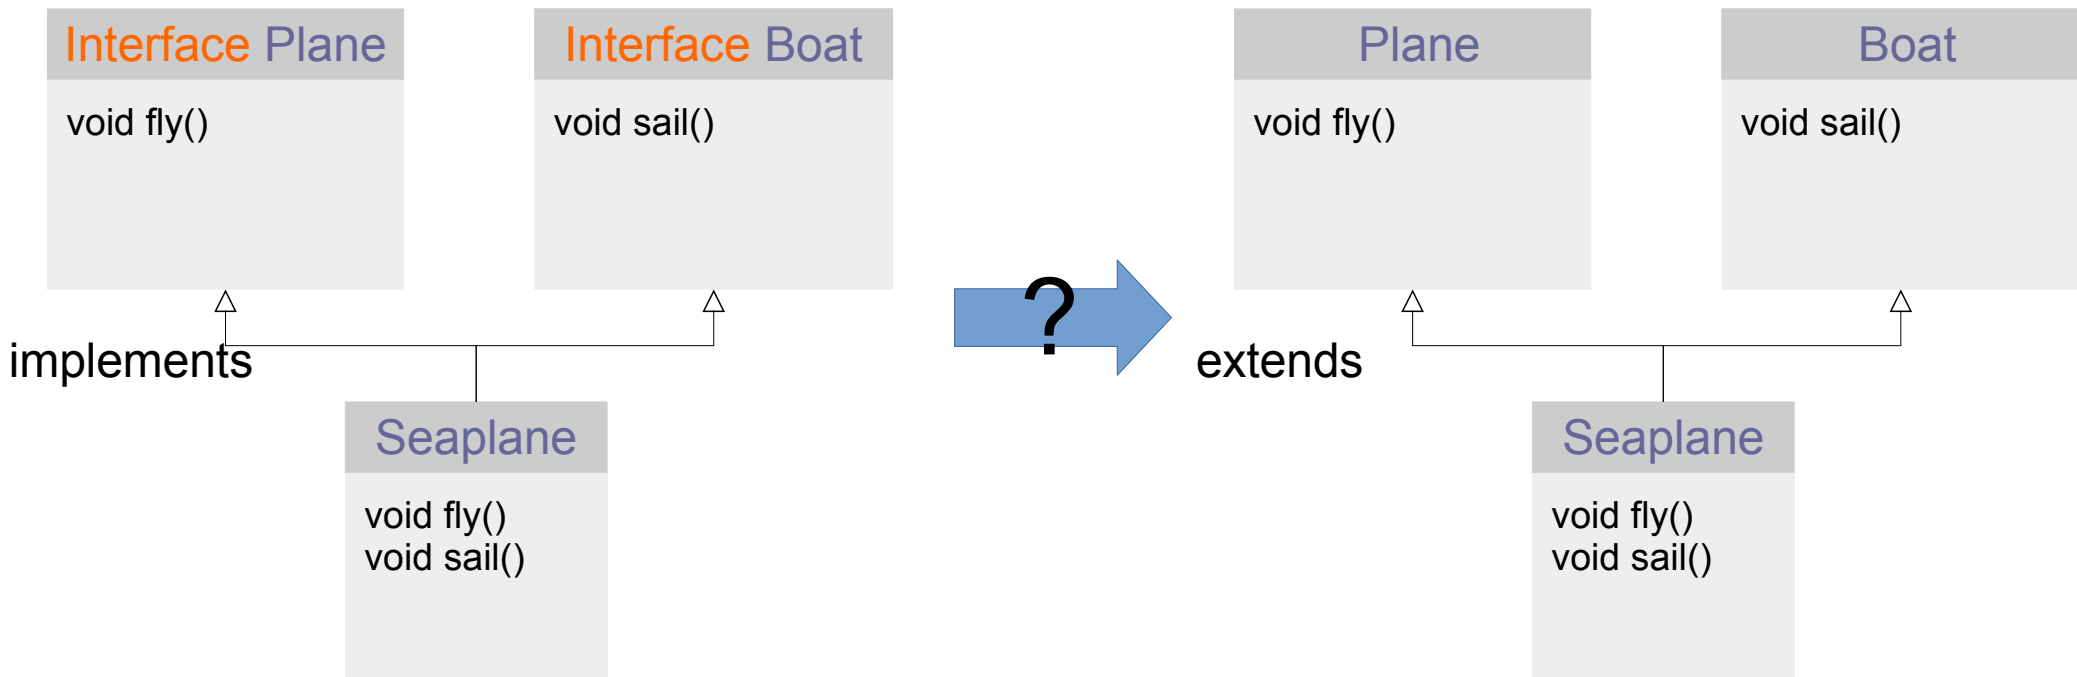 Interface Plane
void fly()
Interface Boat
void sail()
implements
Seaplane
void fly()
void sail()
?
Plane
void fly()
Boat
void sail()
extends
Seaplane
void fly()
void sail()